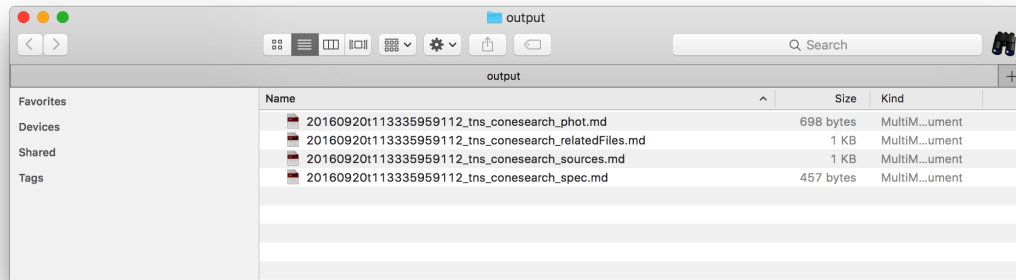 output
Search
output
Favorites
Devices
Shared
Tags
Name Size Kind
20160920t113335959112_tns_conesearch_phot.md 698 bytes MultiM...ument
20160920t113335959112_tns_conesearch_relatedFiles.md 1 KB MultiM...ument
20160920t113335959112_tns_conesearch_sources.md 1 KB MultiM...ument
20160920t113335959112_tns_conesearch_spec.md 457 bytes MultiM...ument